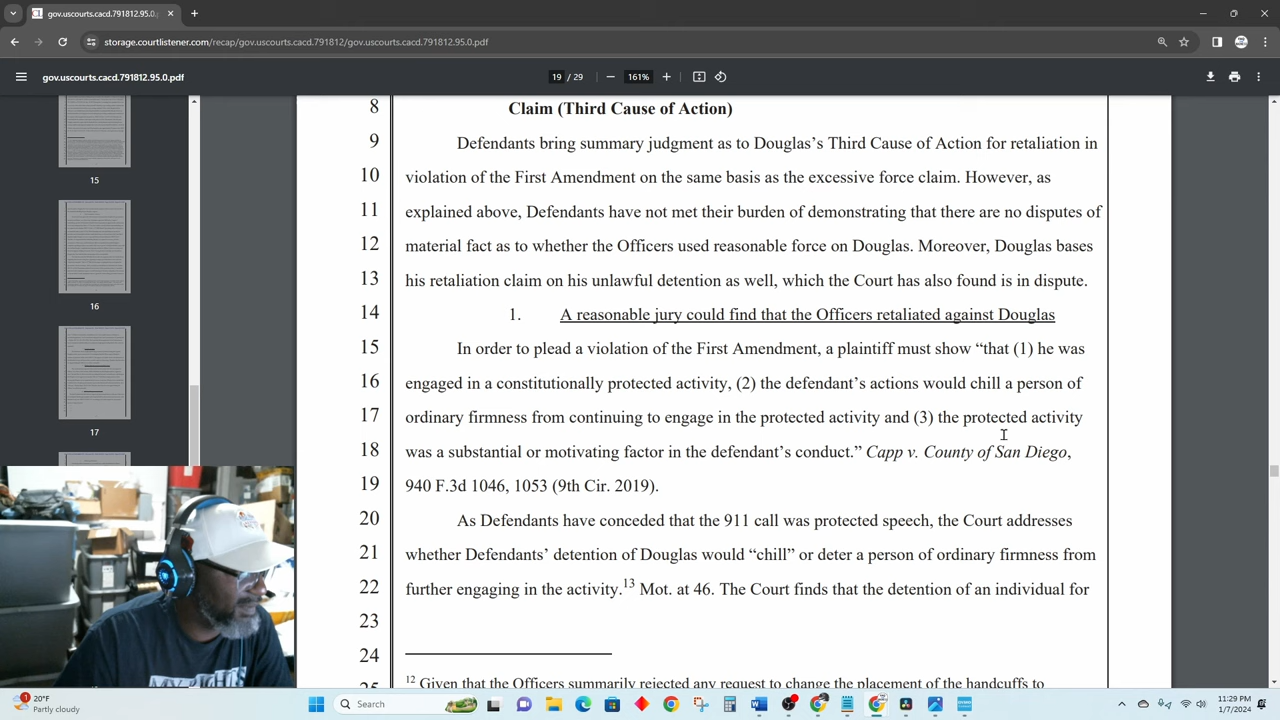 gov.uscourts.cacd.791812.95.0.p
storage.courtlistener.com/recap/gov.uscourts.cacd.791812/gov.uscourts.cacd.791812.95.0.pdf
gov.uscourts.cacd.791812.95.0.pdf
19 / 29
161%
15
16
17
8 Claim (Third Cause of Action)
9 Defendants bring summary judgment as to Douglas's Third Cause of Action for retaliation in
10 violation of the First Amendment on the same basis as the excessive force claim. However, as
11 explained above, Defendants have not met their burden of demonstrating that there are no disputes of
12 material fact as to whether the Officers used reasonable force on Douglas. Moreover, Douglas bases
13 his retaliation claim on his unlawful detention as well, which the Court has also found is in dispute.
14 1. A reasonable jury could find that the Officers retaliated against Douglas
15 In order to plead a violation of the First Amendment, a plaintiff must show “that (1) he was
16 engaged in a constitutionally protected activity, (2) the defendant’s actions would chill a person of
17 ordinary firmness from continuing to engage in the protected activity and (3) the protected activity
18 was a substantial or motivating factor in the defendant’s conduct.” Capp v. County of San Diego,
19 940 F.3d 1046, 1053 (9th Cir. 2019).
20 As Defendants have conceded that the 911 call was protected speech, the Court addresses
21 whether Defendants’ detention of Douglas would “chill” or deter a person of ordinary firmness from
22 further engaging in the activity.13 Mot. at 46. The Court finds that the detention of an individual for
23
24
12 Given that the Officers summarily rejected any request to change the placement of the handcuffs to
1
20°F
Partly cloudy
Search
11:29 PM
1/7/2024